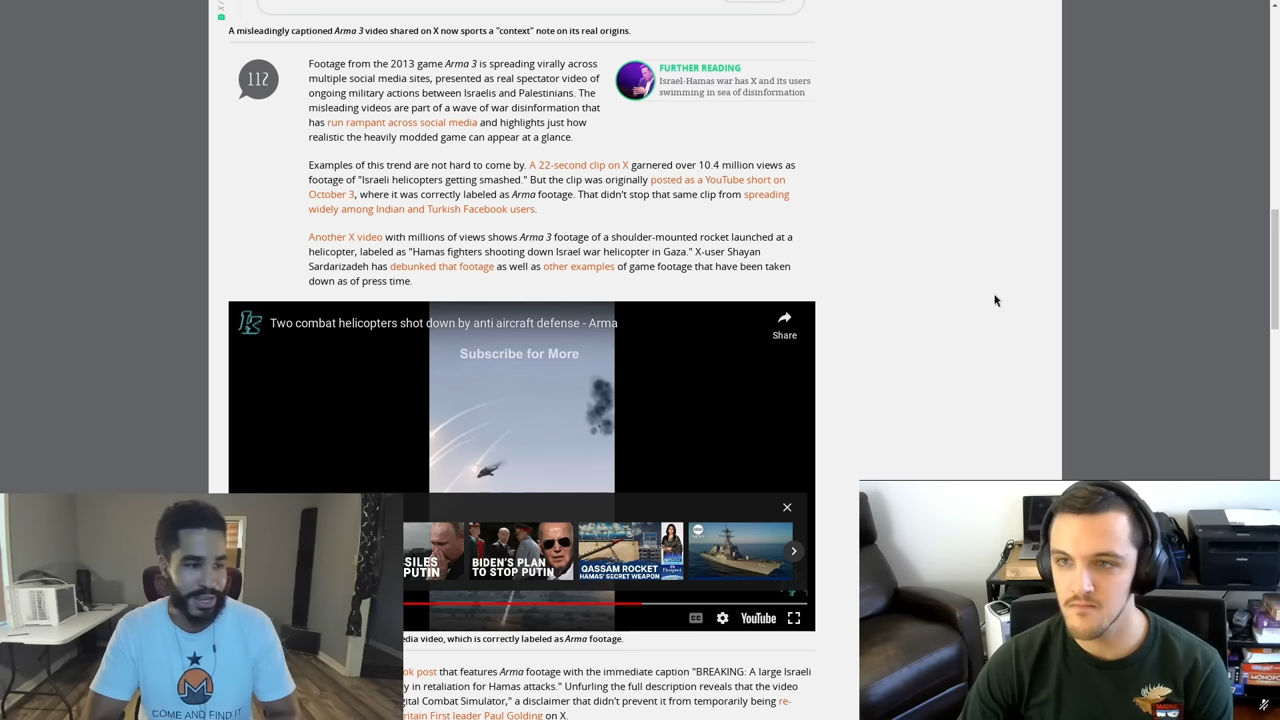 A misleadingly captioned Arma 3 video shared on X now sports a "context" note on its real origins.
112
Footage from the 2013 game Arma 3 is spreading virally across
multiple social media sites, presented as real spectator video of
ongoing military actions between Israelis and Palestinians. The
misleading videos are part of a wave of war disinformation that
has run rampant across social media and highlights just how
realistic the heavily modded game can appear at a glance.
FURTHER READING
Israel-Hamas war has X and its users
swimming in sea of disinformation
Examples of this trend are not hard to come by. A 22-second clip on X garnered over 10.4 million views as
footage of "Israeli helicopters getting smashed." But the clip was originally posted as a YouTube short on
October 3, where it was correctly labeled as Arma footage. That didn't stop that same clip from spreading
widely among Indian and Turkish Facebook users.
Another X video with millions of views shows Arma 3 footage of a shoulder-mounted rocket launched at a
helicopter, labeled as "Hamas fighters shooting down Israel war helicopter in Gaza." X-user Shayan
Sardarizadeh has debunked that footage as well as other examples of game footage that have been taken
down as of press time.
Two combat helicopters shot down by anti aircraft defense - Arma
Share
Subscribe for More
SILES
PUTIN
BIDEN'S PLAN
TO STOP PUTIN
QASSAM ROCKET
HAMAS' SECRET WEAPON
YouTube
edia video, which is correctly labeled as Arma footage.
ok post that features Arma footage with the immediate caption "BREAKING: A large Israeli
y in retaliation for Hamas attacks." Unfurling the full description reveals that the video
gital Combat Simulator," a disclaimer that didn't prevent it from temporarily being re-
ritain First leader Paul Golding on X.
COME AND FIND IT